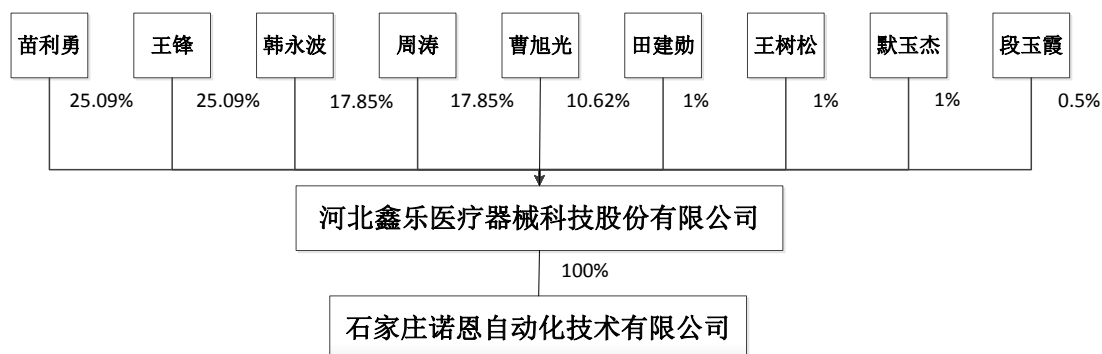 苗利勇 王锋 韩永波 周涛 曹旭光 田建勋 王树松 默玉杰 段玉霞
25.09% 25.09% 17.85% 17.85% 10.62% 1% 1% 1% 0.5%
河北鑫乐医疗器械科技股份有限公司
100%
石家庄诺恩自动化技术有限公司